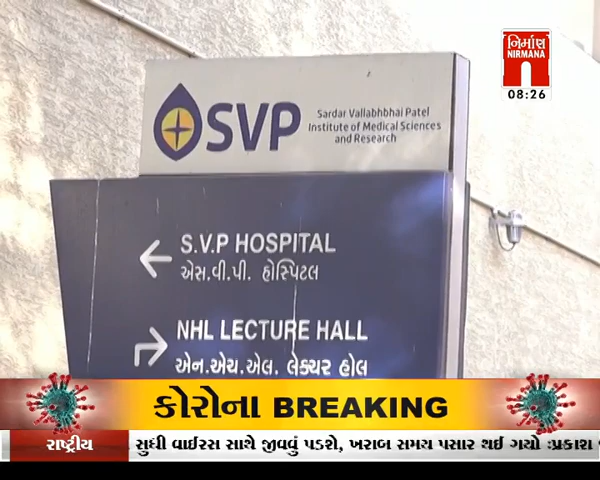 નિર્માણ
NIRMANA
08:26
SVP
Sardar Vallabhbhai Patel
Institute of Medical Sciences
and Research
S.V.P HOSPITAL
એસ.વી.પી. હોસ્પિટલ
NHL LECTURE HALL
એન.એચ.એલ. લેક્ચર હોલ
કોરોના BREAKING
રાષ્ટ્રીય
સુધી વાઈરસ સાથે જીવવું પડશે, ખરાબ સમય પસાર થઈ ગયો :પ્રકાશ